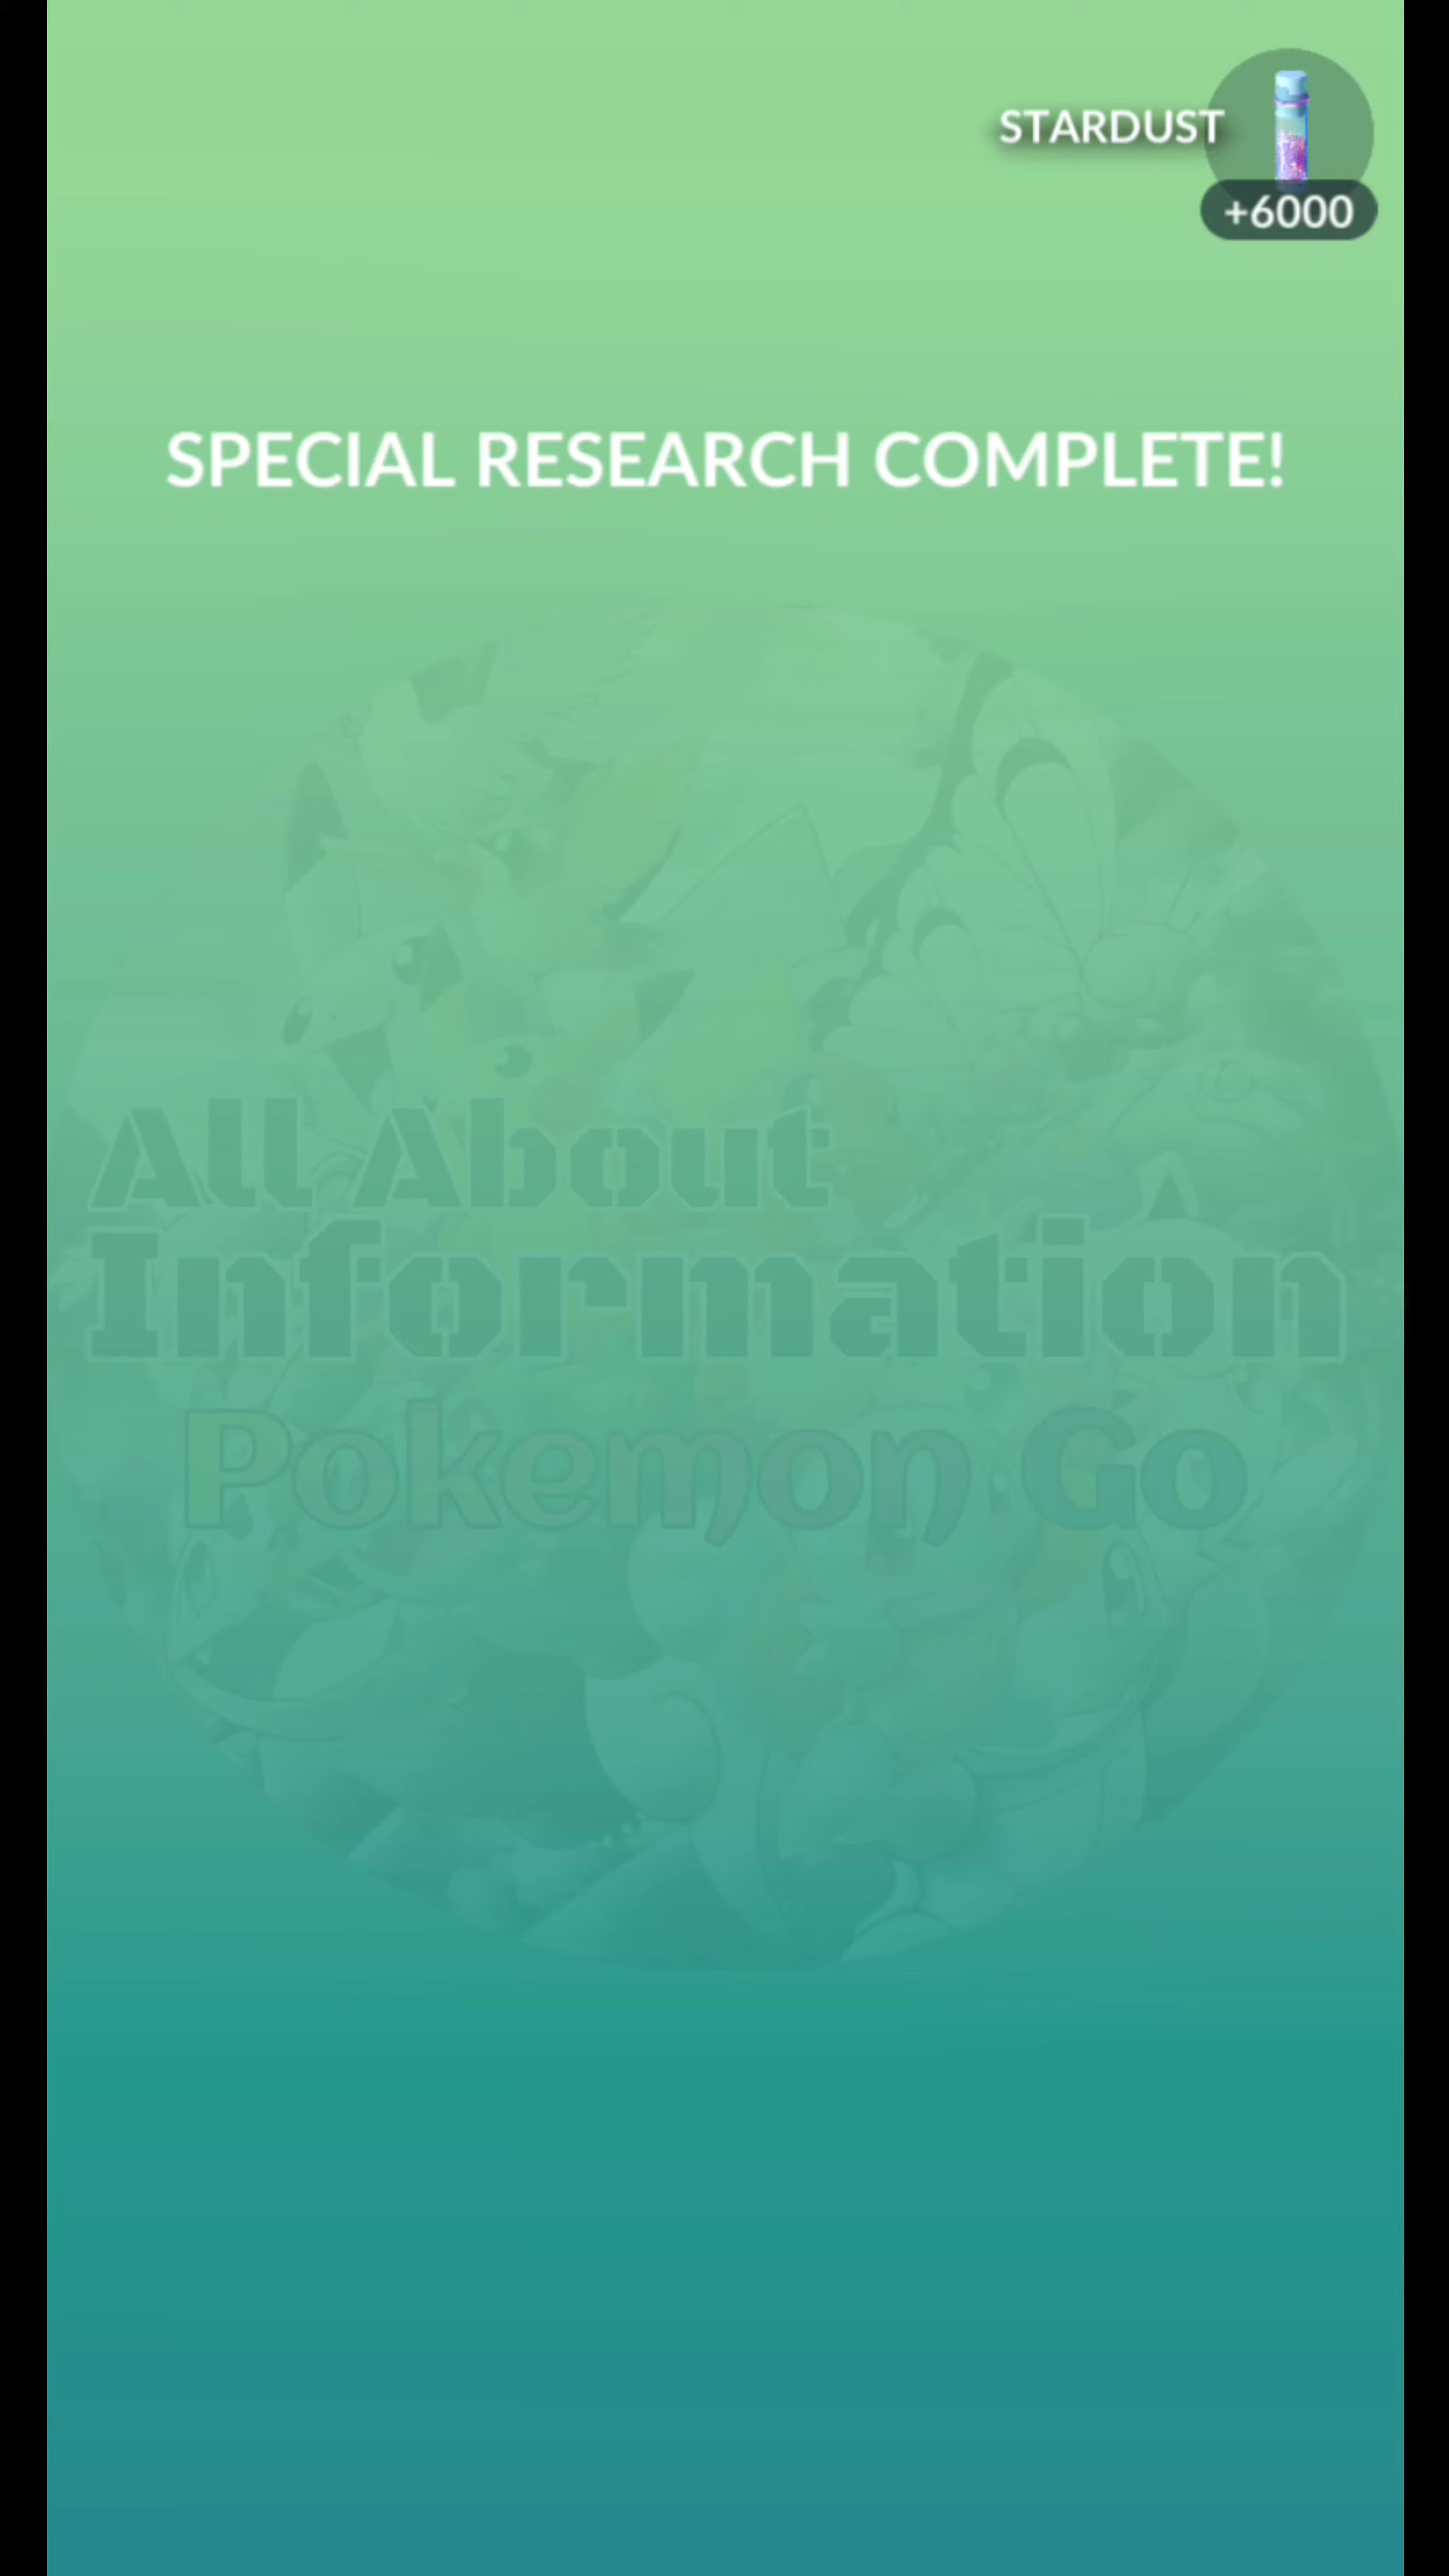 STARDUST
+6000
SPECIAL RESEARCH COMPLETE!
All About
Information
Pokemon Go